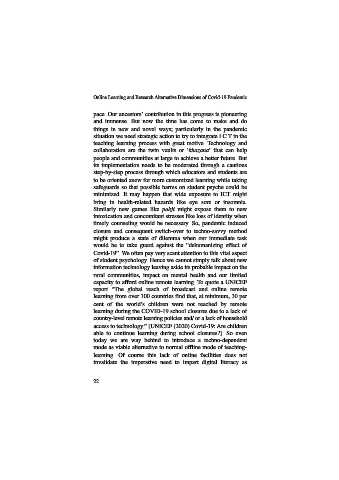 Online Learning and Research Alternative Dimensions of Covid-19 Pandemic
pace. Our ancestors' contribution in this progress is pioneering
and immense. But now the time has come to make and do
things in new and novel ways; particularly in the pandemic
situation we need strategic action to try to integrate I C T in the
teaching learning process with great motive. Technology and
collaboration are the twin vaults or
that can help
people and communities at large to achieve a better future. But
its implementation needs to be moderated through a cautious
step-by-step process through which educators and students are
to be oriented anew for more customized learning while taking
safeguards so that possible harms on student psyche could be
minimized. It may happen that wide exposure to ICT might
bring in health-related hazards like eye sore or insomnia.
Similarly new games like might expose them to new
intoxication and concomitant stresses like loss of identity when
timely counseling would be necessary. So, pandemic induced
closure and consequent switch-over to techno-savvy method
might produce a state of dilemma when our immediate task
would be to take guard against the "dehumanizing effect of
Covid-19". We often pay very scant attention to this vital aspect
of student psychology. Hence we cannot simply talk about new
information technology leaving aside its probable impact on the
rural communities, impact on mental health and our limited
capacity to afford online remote learning. To quote a UNICEF
report "The global reach of broadcast and online remote
learning from over 100 countries find that, at minimum, 30 per
cent of the world's children were not reached by remote
learning during the COVID-19 school closures due to a lack of
country-level remote learning policies and/or a lack of household
access to technology." [UNICEF (2020) Covid-19: Are children
able to continue learning during school closures?] So even
today we are way behind to introduce a techno-dependent
mode as viable alternative to normal offline mode of teaching-
learning. Of course this lack of online facilities does not
invalidate the imperative need to impart digital literacy as
22